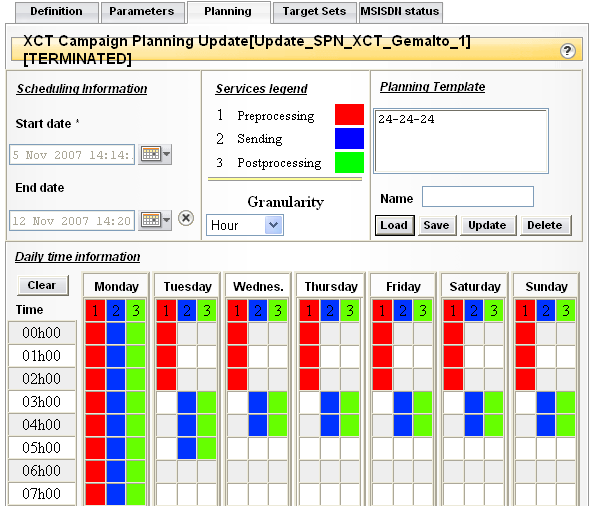 Definition Parameters Planning Target Sets MSISDN status
XCT Campaign Planning Update[Update_SPN_XCT_Gemalto_1]
[TERMINATED]
?
Scheduling Information
Start date *
5 Nov 2007 14:14:
End date
12 Nov 2007 14:20
Services legend
1 Preprocessing
2 Sending
3 Postprocessing
Granularity
Hour
Planning Template
24-24-24
Name
Load Save Update Delete
Daily time information
Clear Monday Tuesday Wednes. Thursday Friday Saturday Sunday
Time 1 2 3 1 2 3 1 2 3 1 2 3 1 2 3 1 2 3 1 2 3
00h00
01h00
02h00
03h00
04h00
05h00
06h00
07h00